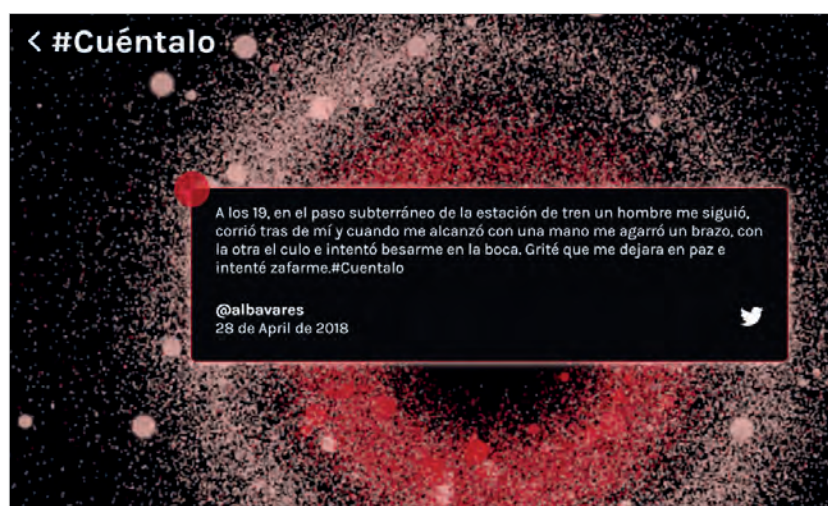 < #Cuéntalo
A los 19, en el paso subterráneo de la estación de tren un hombre me siguió,
corrió tras de mí y cuando me alcanzó con una mano me agarró un brazo, con
la otra el culo e intentó besarme en la boca. Grité que me dejara en paz e
intenté zafarme.#Cuentalo
@albavares
28 de April de 2018